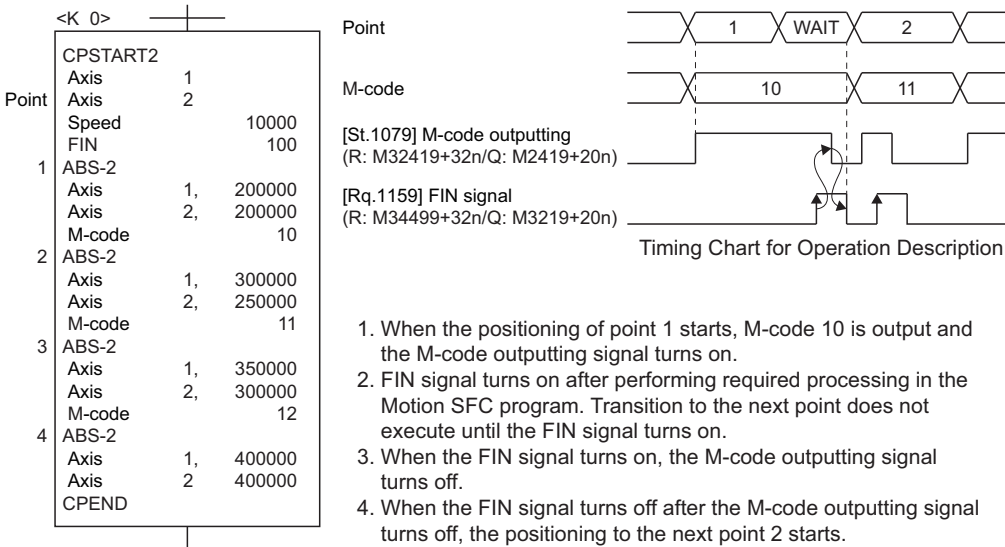 <K 0>
CPSTART2
Axis 1
Point Axis 2
Speed 10000
FIN 100
1 ABS-2
Axis 1, 200000
Axis 2, 200000
M-code 10
2 ABS-2
Axis 1, 300000
Axis 2, 250000
M-code 11
3 ABS-2
Axis 1, 350000
Axis 2, 300000
M-code 12
4 ABS-2
Axis 1, 400000
Axis 2 400000
CPEND
Point 1 WAIT 2
M-code 10 11
[St.1079] M-code outputting
(R: M32419+32n/Q: M2419+20n)
[Rq.1159] FIN signal
(R: M34499+32n/Q: M3219+20n)
Timing Chart for Operation Description
1. When the positioning of point 1 starts, M-code 10 is output and
the M-code outputting signal turns on.
2. FIN signal turns on after performing required processing in the
Motion SFC program. Transition to the next point does not
execute until the FIN signal turns on.
3. When the FIN signal turns on, the M-code outputting signal
turns off.
4. When the FIN signal turns off after the M-code outputting signal
turns off, the positioning to the next point 2 starts.